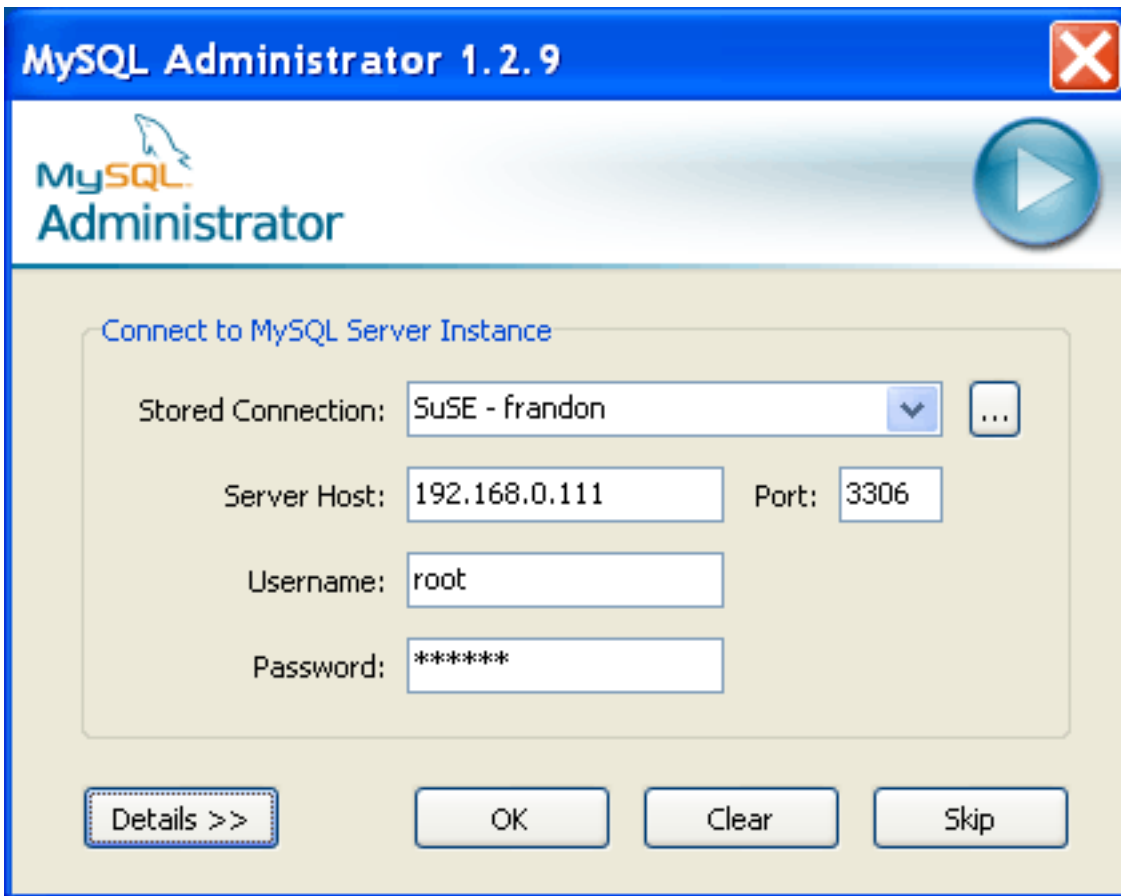 MySQL Administrator 1.2.9
MySQL
Administrator
Connect to MySQL Server Instance
Stored Connection: SuSE - frandon ...
Server Host: 192.168.0.111 Port: 3306
Username: root
Password: ******
Details >> OK Clear Skip